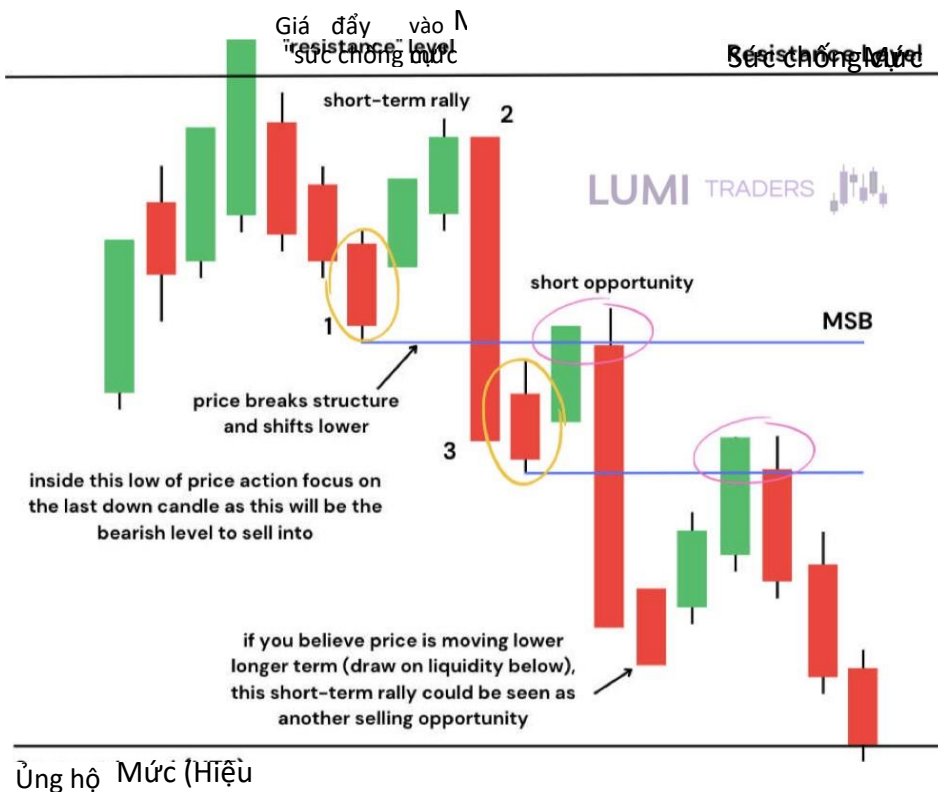 Giá đẩy vào M
"resistance" level
"sức chống mức
Resistance Level
Sức chống Mức
short-term rally
2
LUMI TRADERS
short opportunity
1
MSB
price breaks structure
and shifts lower
3
inside this low of price action focus on
the last down candle as this will be the
bearish level to sell into
if you believe price is moving lower
longer term (draw on liquidity below),
this short-term rally could be seen as
another selling opportunity
Ủng hộ Mức (Hiệu